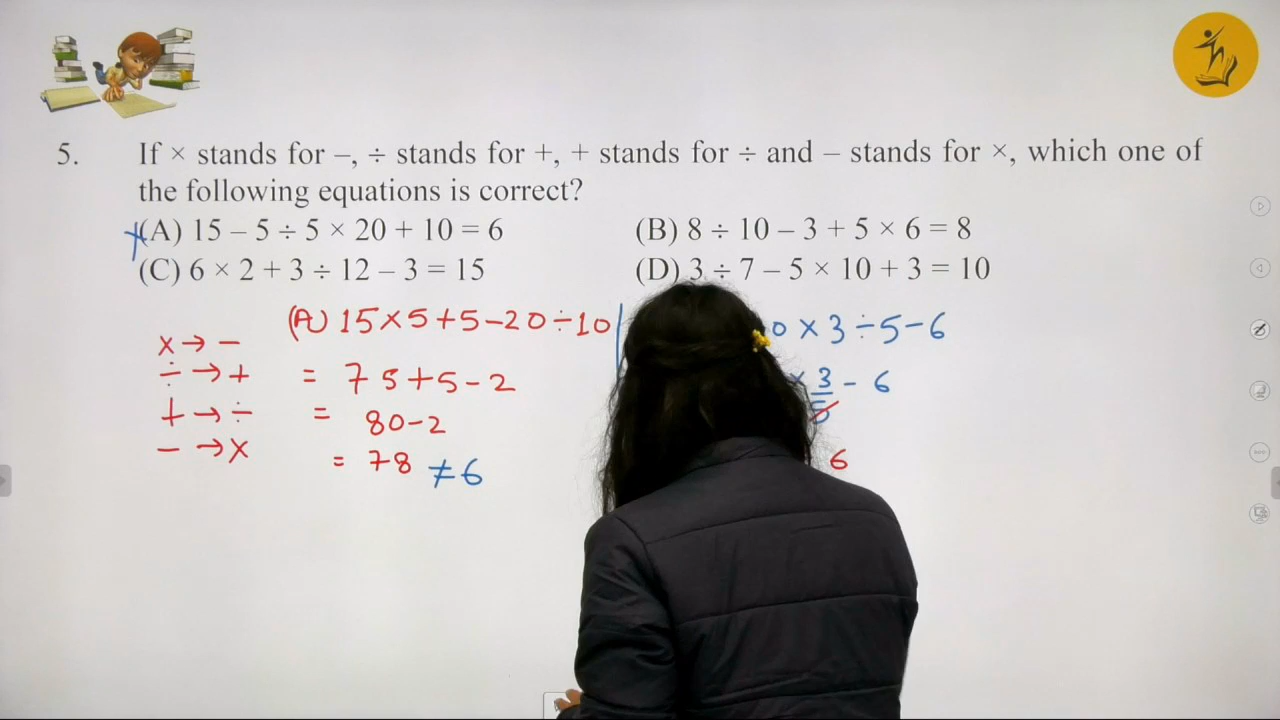 5. If × stands for –, ÷ stands for +, + stands for ÷ and – stands for ×, which one of
the following equations is correct?
(A) 15 – 5 ÷ 5 × 20 + 10 = 6
(B) 8 ÷ 10 – 3 + 5 × 6 = 8
(C) 6 × 2 + 3 ÷ 12 – 3 = 15
(D) 3 ÷ 7 – 5 × 10 + 3 = 10
× → –
÷ → +
+ → ÷
– → ×
(A) 15×5+5–20÷10
= 75+5–2
= 80–2
= 78 ≠ 6
0 × 3 ÷ 5 – 6
× 3/5 – 6
6